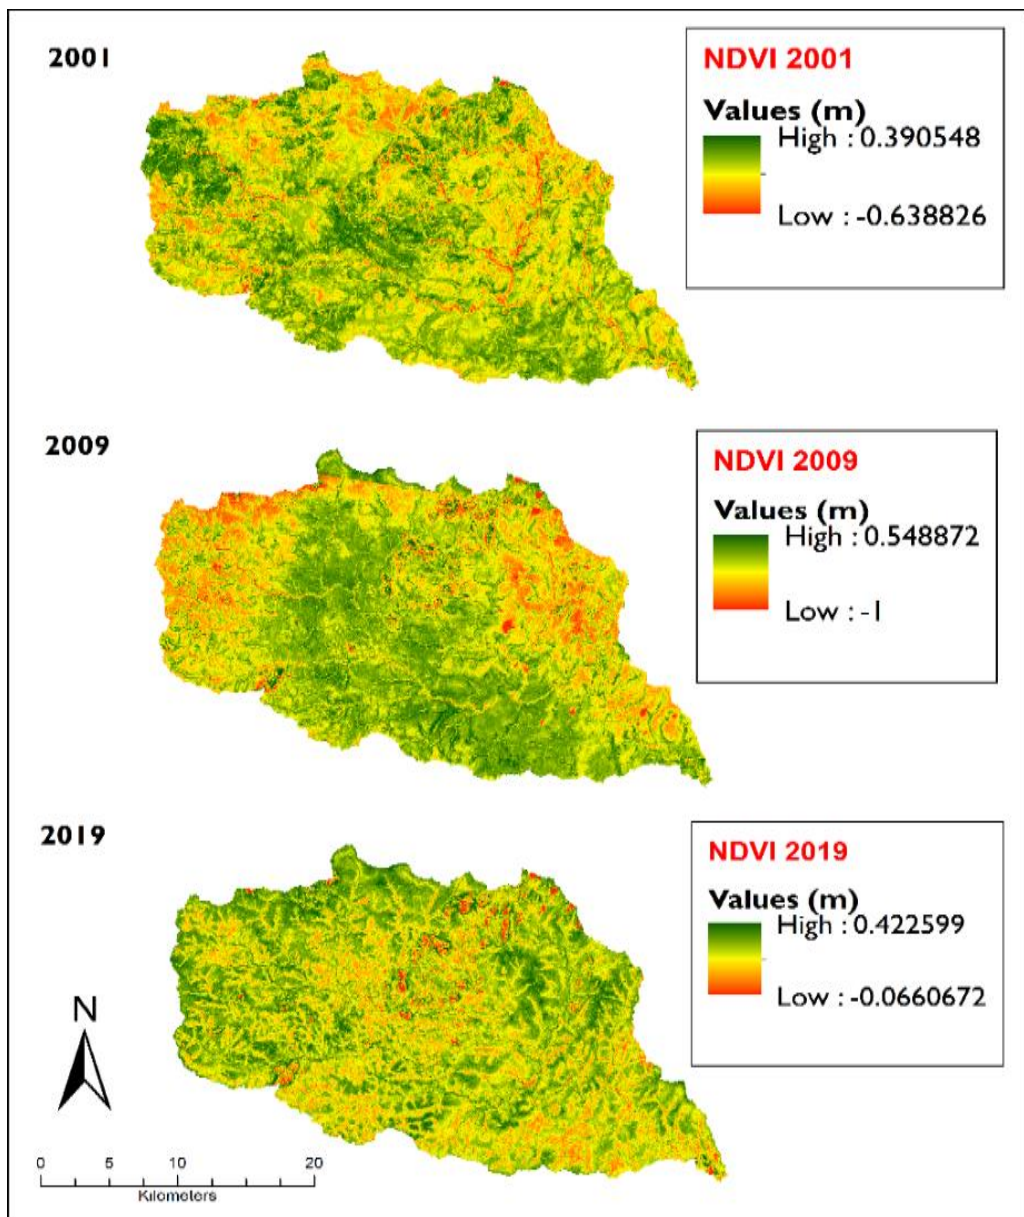 2001
NDVI 2001
Values (m)
High : 0.390548
Low : -0.638826
2009
NDVI 2009
Values (m)
High : 0.548872
Low : -1
2019
NDVI 2019
Values (m)
High : 0.422599
Low : -0.0660672
N
0 5 10 20
Kilometers